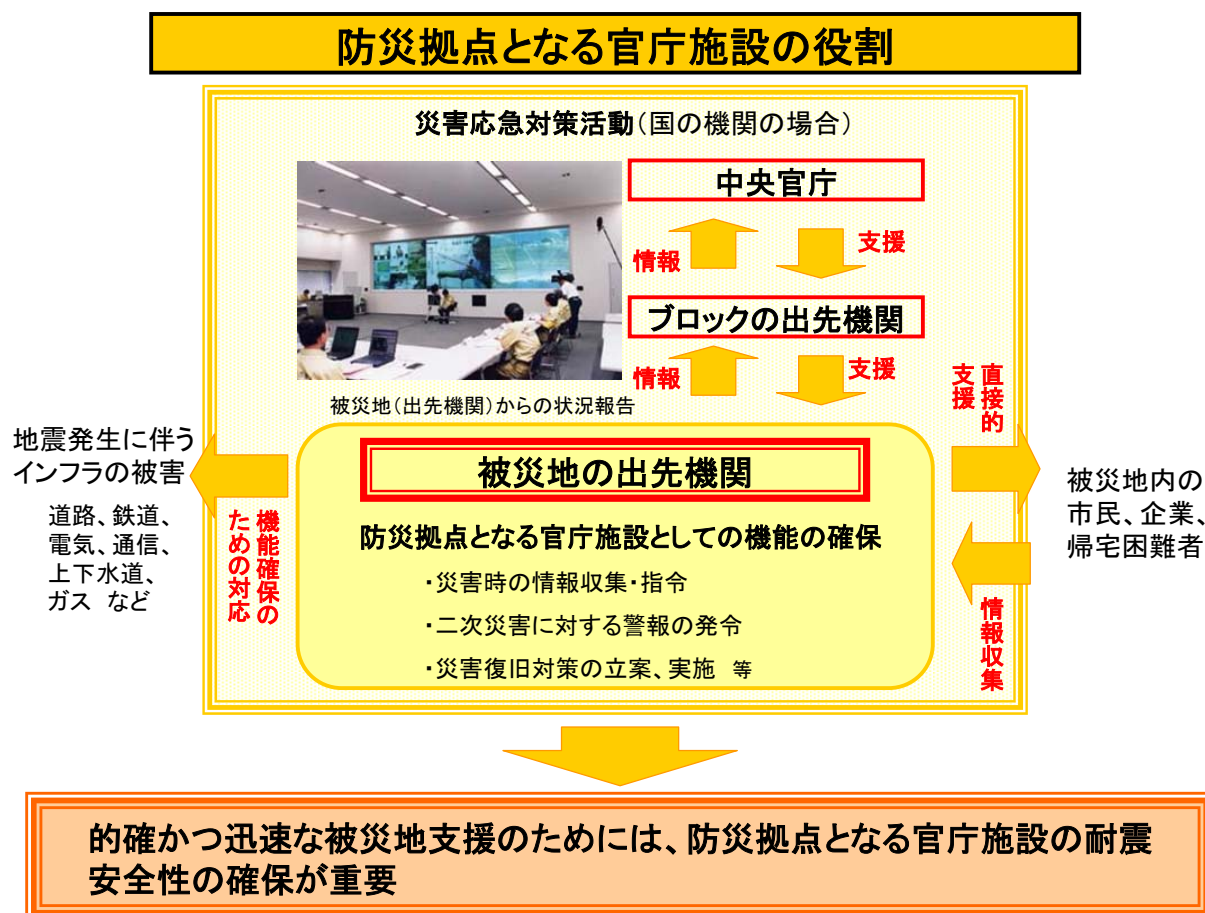 防災拠点となる官庁施設の役割
災害応急対策活動（国の機関の場合）
中央官庁
情報
支援
ブロックの出先機関
情報
支援
被災地（出先機関）からの状況報告
直接的
支援
地震発生に伴う
インフラの被害
道路、鉄道、
電気、通信、
上下水道、
ガス など
機能確保の
ための対応
被災地の出先機関
防災拠点となる官庁施設としての機能の確保
・災害時の情報収集・指令
・二次災害に対する警報の発令
・災害復旧対策の立案、実施 等
被災地内の
市民、企業、
帰宅困難者
情報収集
的確かつ迅速な被災地支援のためには、防災拠点となる官庁施設の耐震
安全性の確保が重要